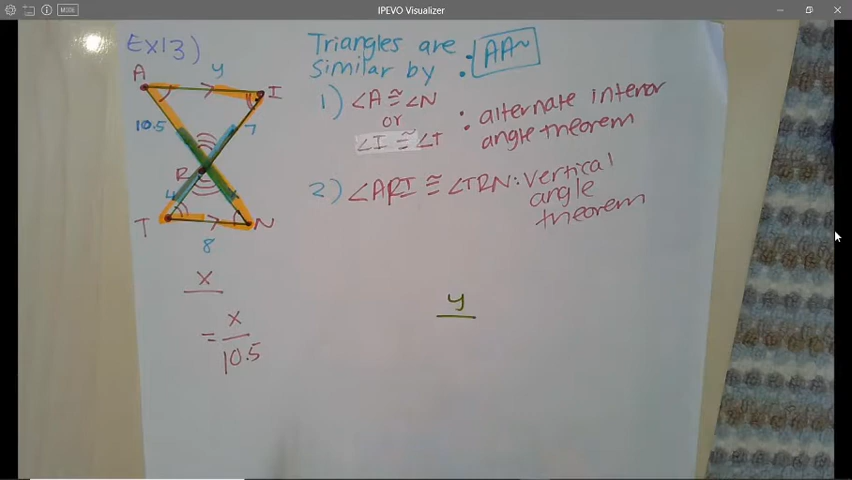 IPEVO Visualizer
EX13)
Triangles are :
Similar by
AA~
A y I
10.5 7
R
4 x
T N
8
1) ∠A ≅ ∠N
or
∠I ≅ ∠T
: alternate interior
angle theorem
2) ∠ARI ≅ ∠TRN: Vertical
angle
theorem
x
= x
10.5
y